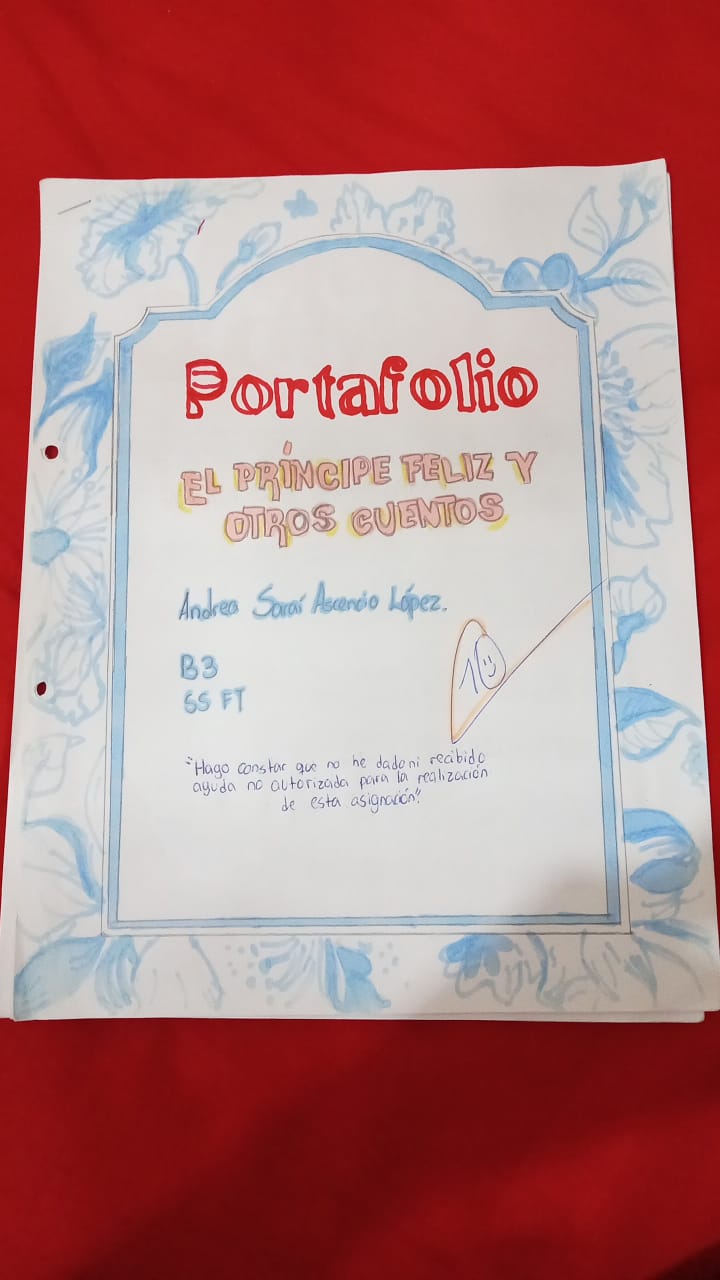 Portafolio
EL PRÍNCIPE FELIZ Y
OTROS CUENTOS
Andrea Saraí Ascencio López.
B3
SS FT
10
"Hago constar que no he dado ni recibido
ayuda no autorizada para la realización
de esta asignación".